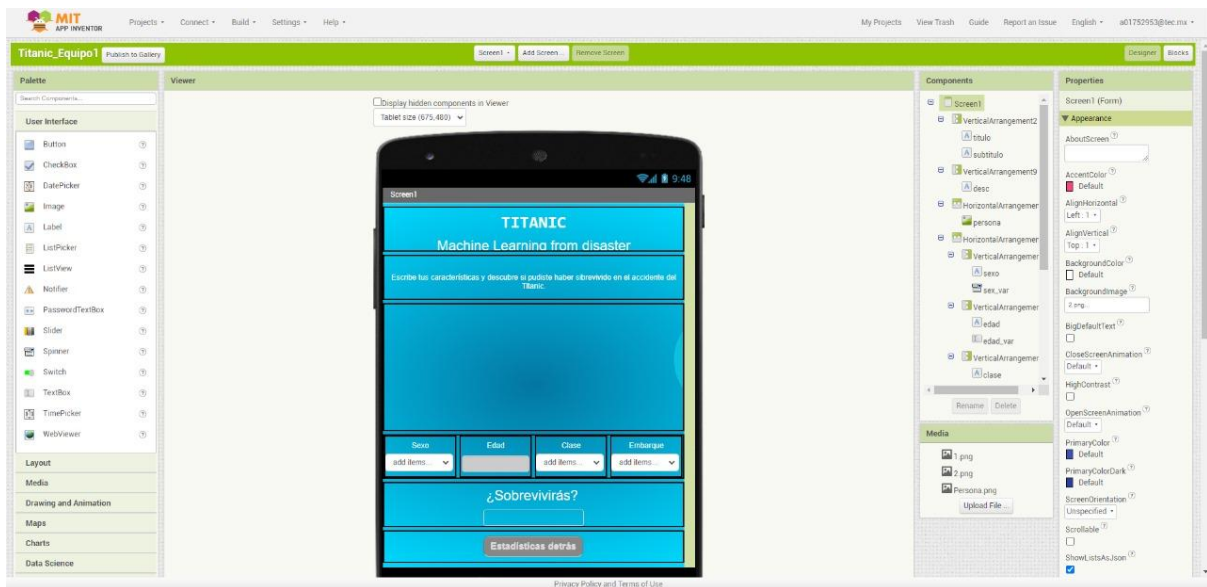 MIT
APP INVENTOR
Projects
Connect
Build
Settings
Help
My Projects
View Trash
Guide
Report an Issue
English
a01752953@tec.mx
Titanic_Equipo1
Publish to Gallery
Screen1
Add Screen...
Remove Screen
Designer
Blocks
Palette
Search Components...
User Interface
Button
CheckBox
DatePicker
Image
Label
ListPicker
ListView
Notifier
PasswordTextBox
Slider
Spinner
Switch
TextBox
TimePicker
WebViewer
Layout
Media
Drawing and Animation
Maps
Charts
Data Science
Viewer
Display hidden components in Viewer
Tablet size (675,480)
9:48
Screen1
TITANIC
Machine Learning from disaster
Escribe tus características y descubre si pudiste haber sibrevivido en el accidente del
Titanic.
Sexo Edad Clase Embarque
add items... add items... add items...
¿Sobrevivirás?
Estadísticas detrás
Components
Screen1
VerticalArrangement2
titulo
subtitulo
VerticalArrangement9
desc
HorizontalArrangemer
persona
HorizontalArrangemer
VerticalArrangemer
sexo
sex_var
VerticalArrangemer
edad
edad_var
VerticalArrangemer
clase
Rename
Delete
Media
1.png
2.png
Persona.png
Upload File ...
Properties
Screen1 (Form)
Appearance
AboutScreen
AccentColor
Default
AlignHorizontal
Left : 1
AlignVertical
Top : 1
BackgroundColor
Default
BackgroundImage
2.png...
BigDefaultText
CloseScreenAnimation
Default
HighContrast
OpenScreenAnimation
Default
PrimaryColor
Default
PrimaryColorDark
Default
ScreenOrientation
Unspecified
Scrollable
ShowListsAsJson
Privacy Policy and Terms of Use